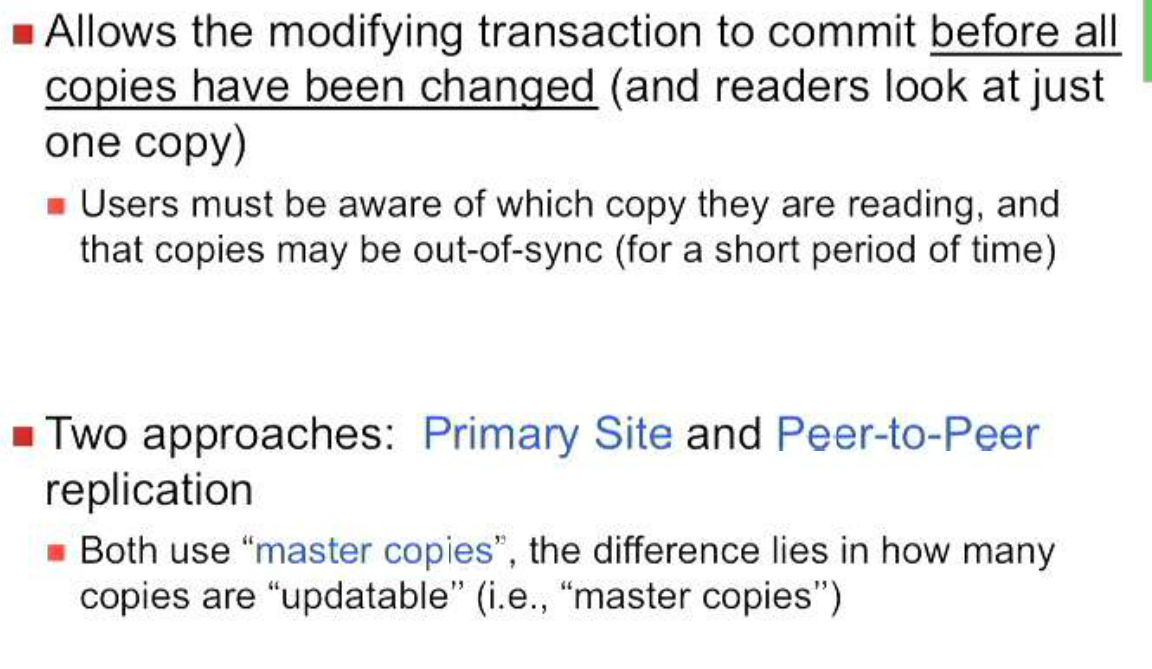 Allows the modifying transaction to commit before all
copies have been changed (and readers look at just
one copy)
Users must be aware of which copy they are reading, and
that copies may be out-of-sync (for a short period of time)
Two approaches: Primary Site and Peer-to-Peer
replication
Both use “master copies”, the difference lies in how many
copies are “updatable” (i.e., “master copies”)